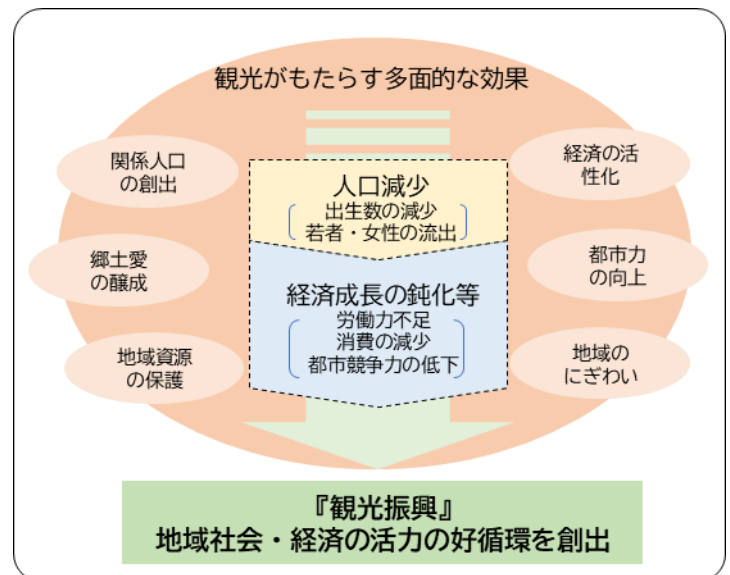 観光がもたらす多面的な効果
関係人口
の創出
経済の活
性化
人口減少
出生数の減少
若者・女性の流出
郷土愛
の醸成
都市力
の向上
経済成長の鈍化等
労働力不足
消費の減少
都市競争力の低下
地域資源
の保護
地域の
にぎわい
『観光振興』
地域社会・経済の活力の好循環を創出